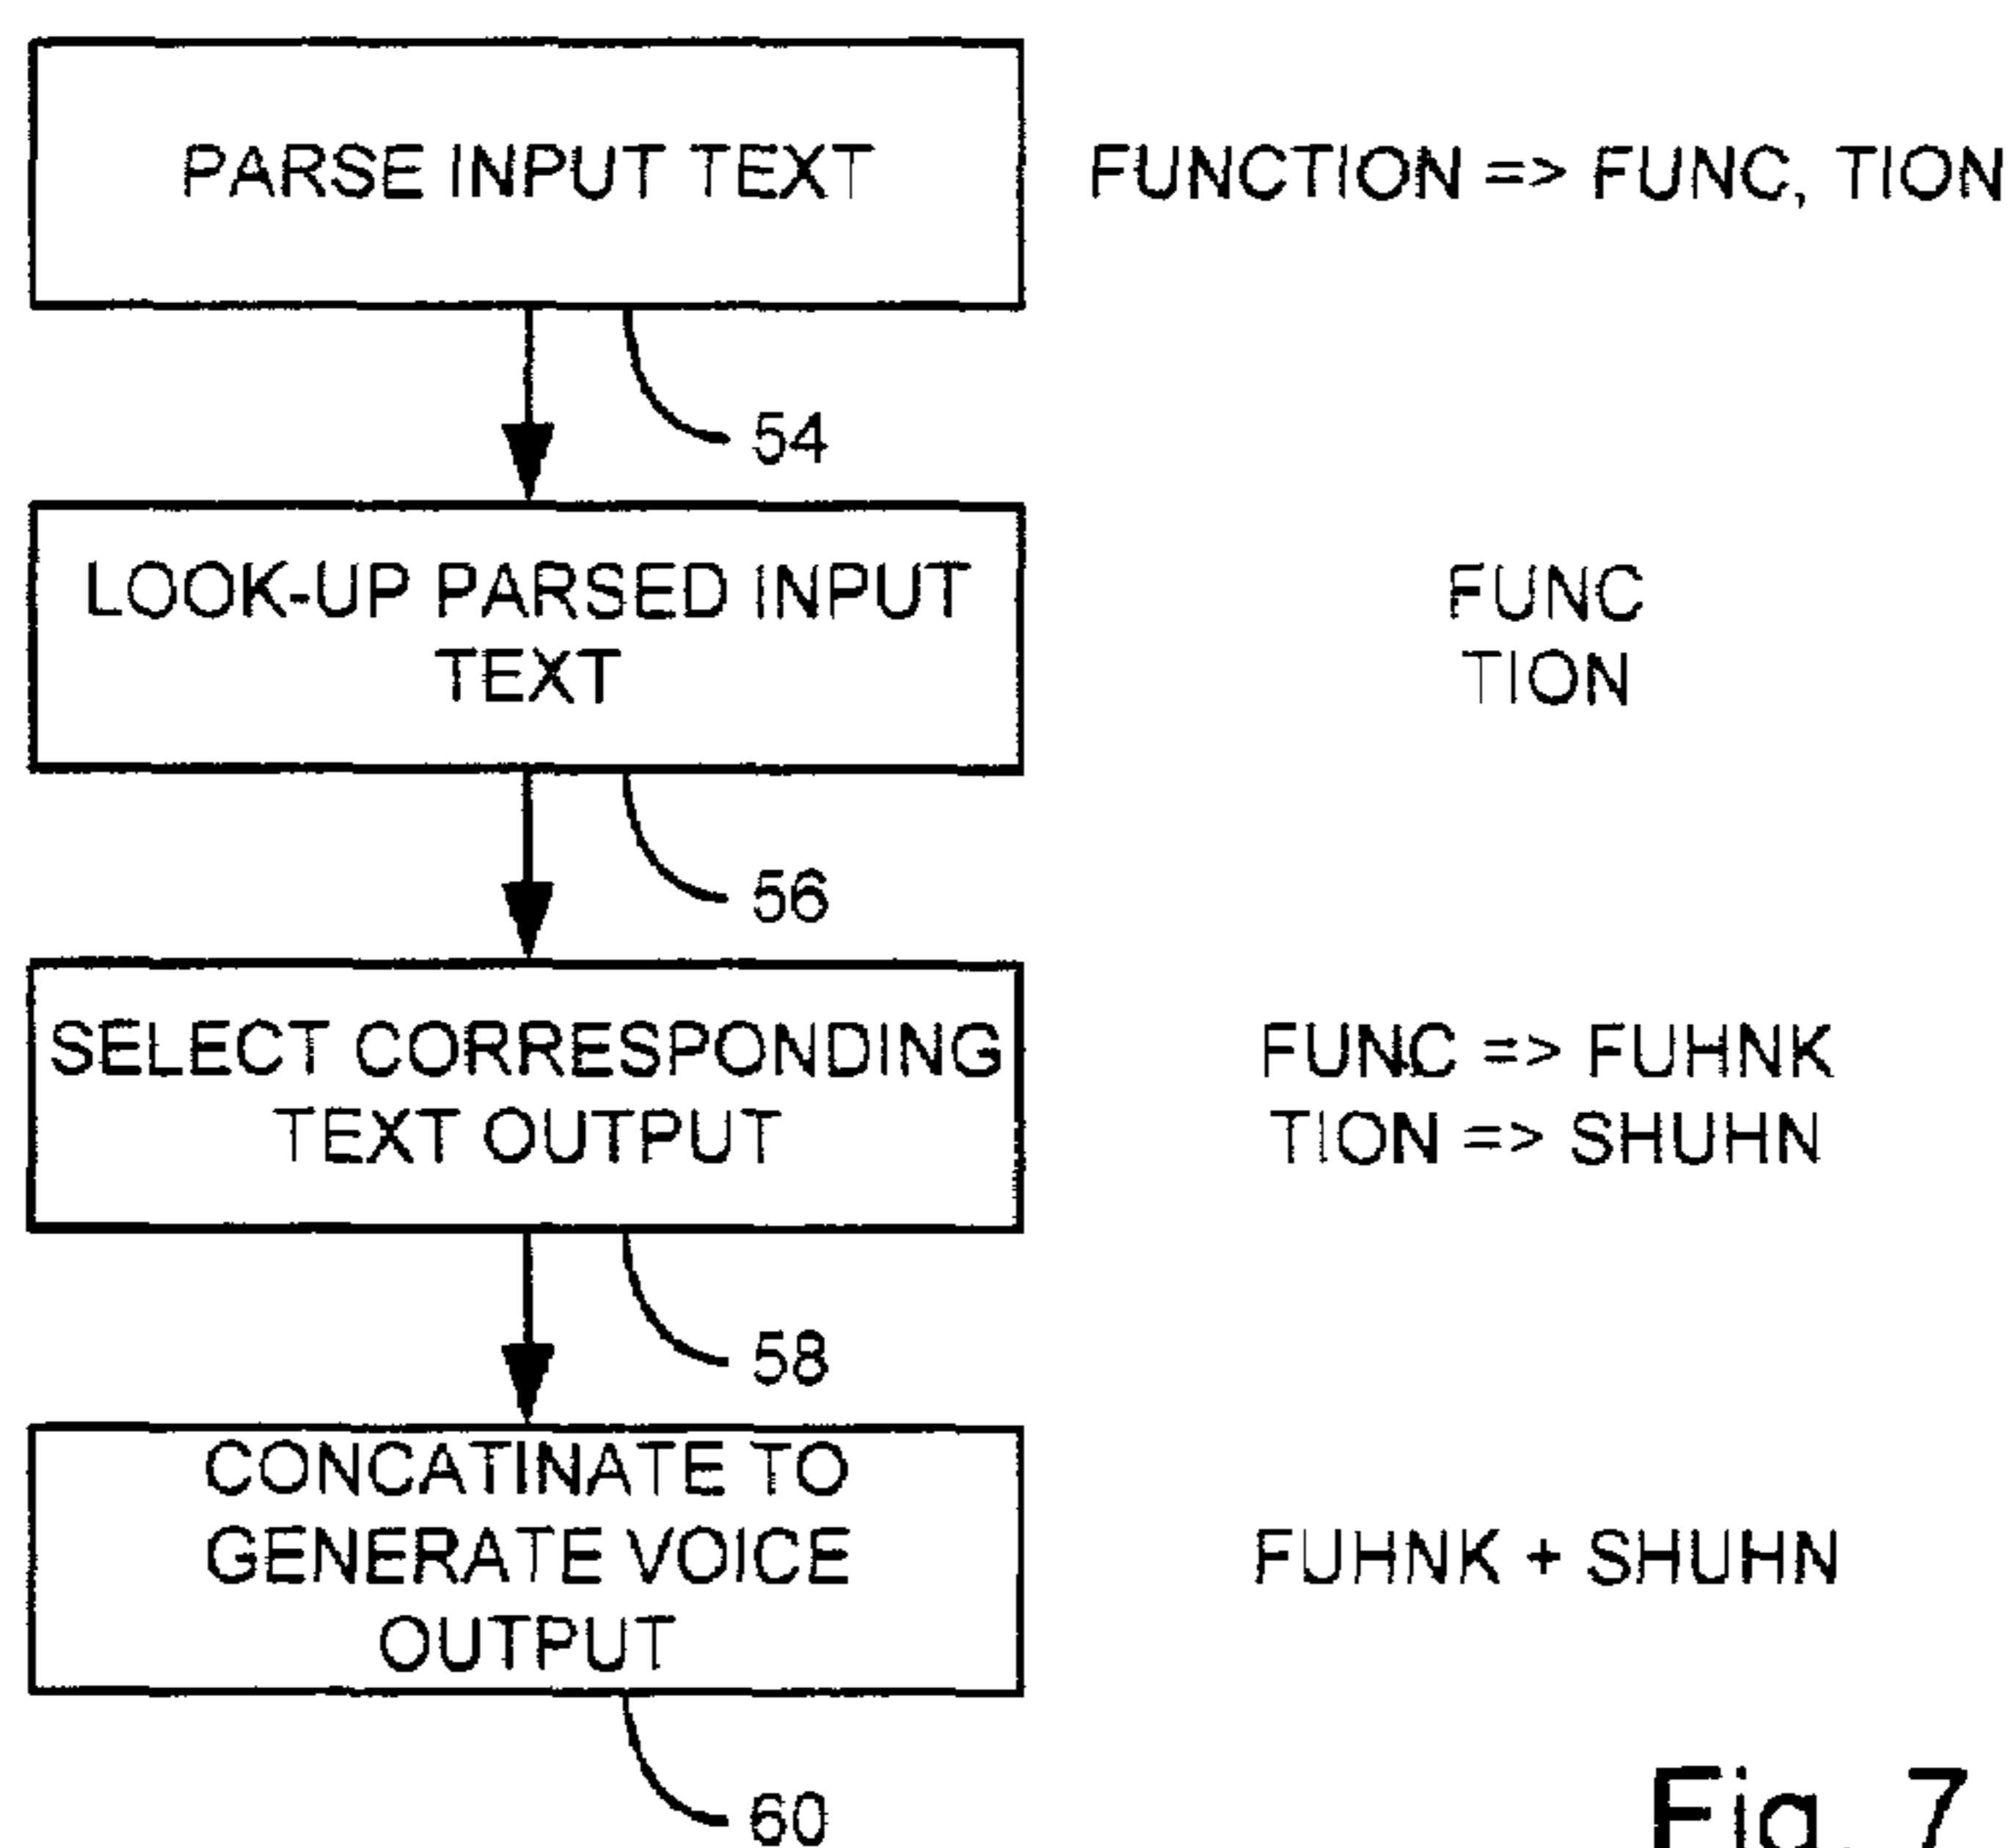 PARSE INPUT TEXT
FUNCTION => FUNC, TION
54
LOOK-UP PARSED INPUT
TEXT
FUNC
TION
56
SELECT CORRESPONDING
TEXT OUTPUT
FUNC => FUHNK
TION => SHUHN
58
CONCATINATE TO
GENERATE VOICE
OUTPUT
FUHNK + SHUHN
60
Fig. 7